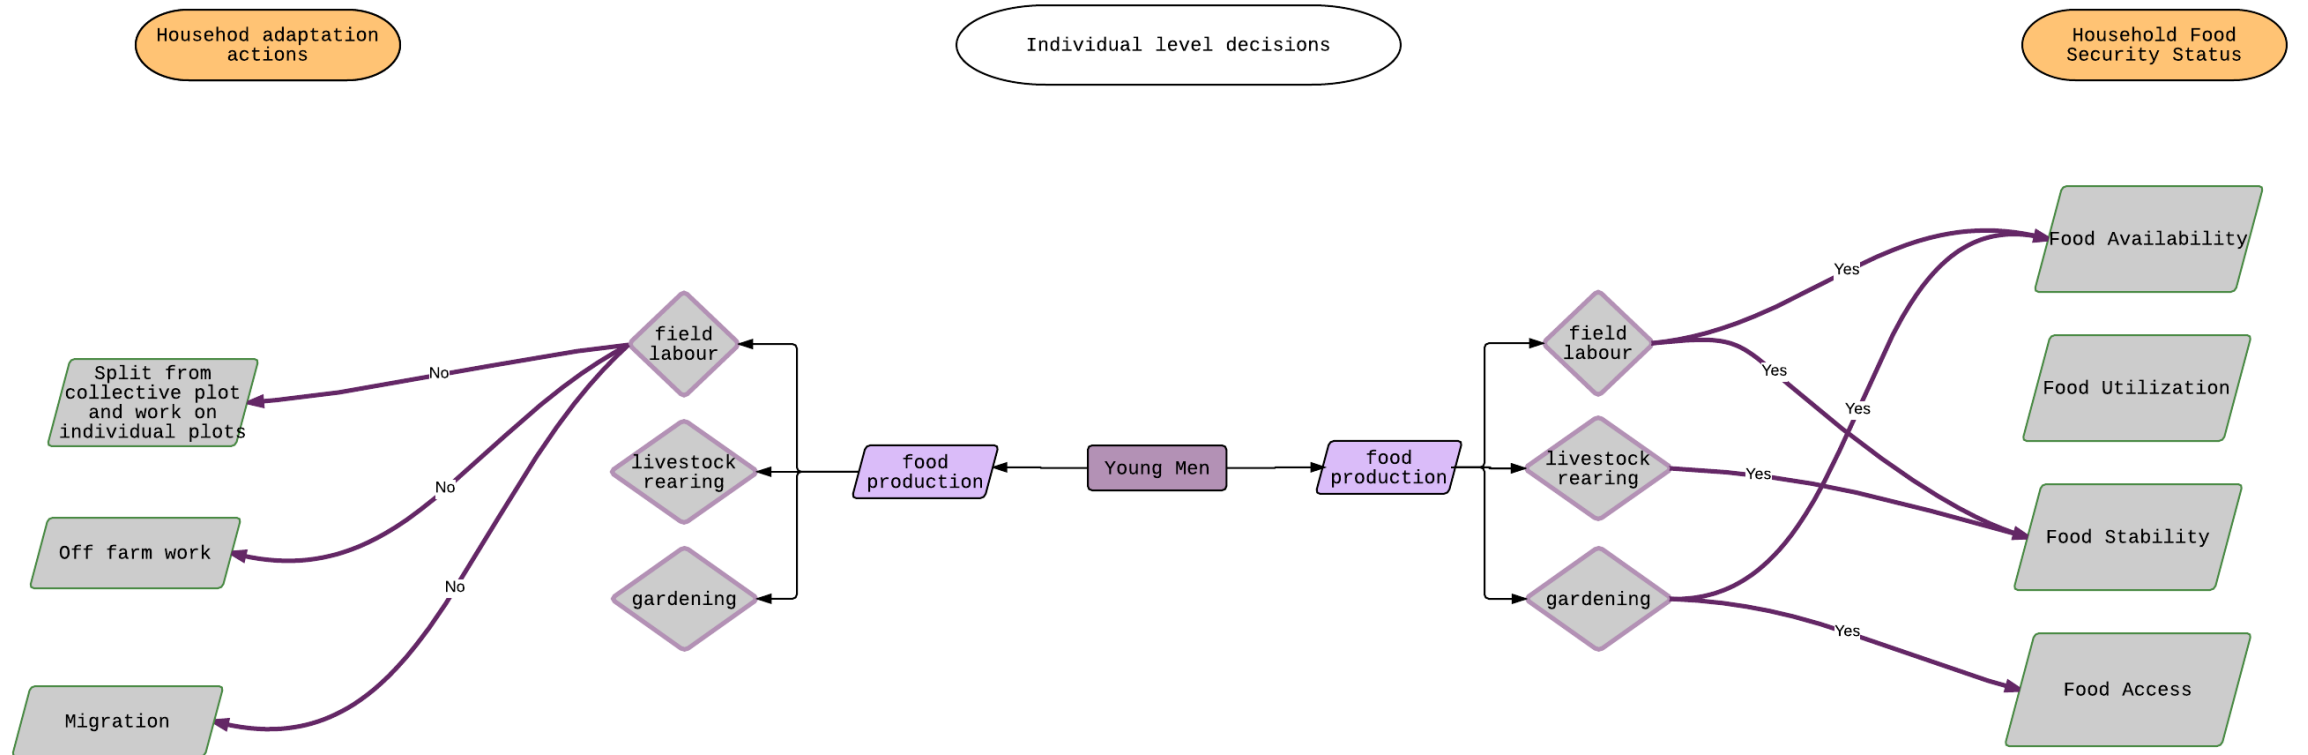 Househod adaptation
actions
Individual level decisions
Household Food
Security Status
Split from
collective plot
and work on
individual plots
Off farm work
Migration
No
No
No
field
labour
livestock
rearing
gardening
food
production
Young Men
food
production
field
labour
livestock
rearing
gardening
Yes
Yes
Yes
Yes
Yes
Food Availability
Food Utilization
Food Stability
Food Access